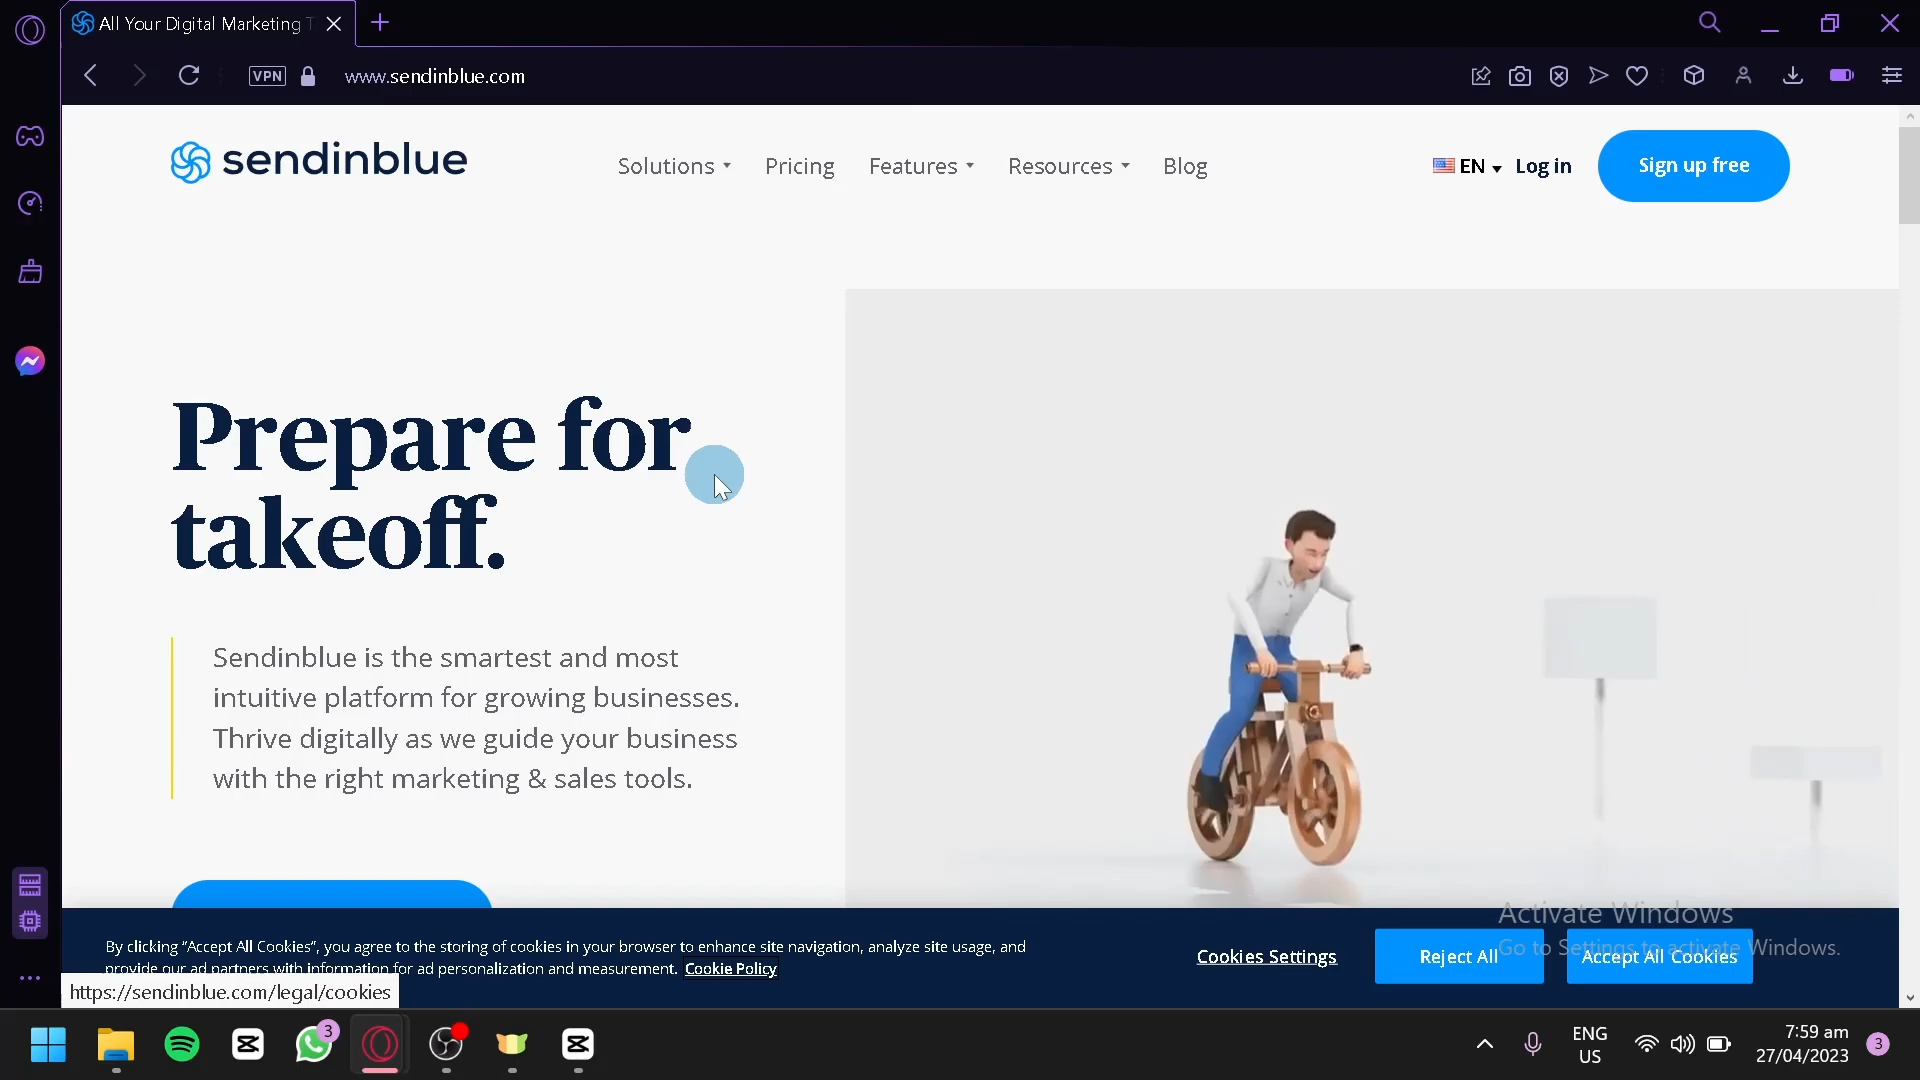 All Your Digital Marketing T
VPN
www.sendinblue.com
sendinblue
Solutions
Pricing
Features
Resources
Blog
EN
Log in
Sign up free
Prepare for
takeoff.
Sendinblue is the smartest and most
intuitive platform for growing businesses.
Thrive digitally as we guide your business
with the right marketing & sales tools.
By clicking “Accept All Cookies”, you agree to the storing of cookies in your browser to enhance site navigation, analyze site usage, and
provide our ad partners with information for ad personalization and measurement. Cookie Policy
Cookies Settings
Reject All
Accept All Cookies
Activate Windows
Go to Settings to activate Windows.
https://sendinblue.com/legal/cookies
3
ENG
US
7:59 am
27/04/2023
3